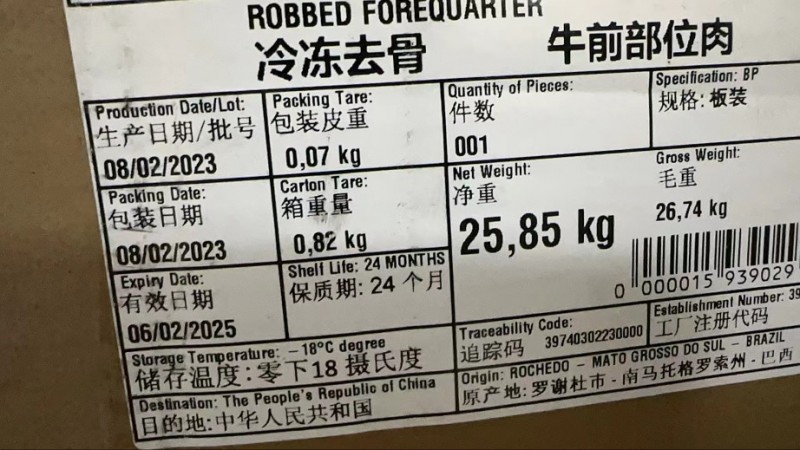 ROBBED FOREQUARTER
冷冻去骨 牛前部位肉
Production Date/Lot:
生产日期/批号
08/02/2023
Packing Tare:
包装皮重
0,07 kg
Quantity of Pieces:
件数
001
Specification: BP
规格: 板装
Packing Date:
包装日期
08/02/2023
Carton Tare:
箱重量
0,82 kg
Net Weight:
净重
25,85 kg
Gross Weight:
毛重
26,74 kg
Expiry Date:
有效日期
06/02/2025
Shelf Life: 24 MONTHS
保质期: 24 个月
0 000015 939029
Storage Temperature: -18°C degree
储存温度:零下18 摄氏度
Traceability Code:
追踪码 39740302230000
Establishment Number: 39
工厂注册代码
Destination: The People's Republic of China
目的地:中华人民共和国
Origin: ROCHEDO - MATO GROSSO DO SUL - BRAZIL
原产地:罗谢杜市 - 南马托格罗索州 - 巴西